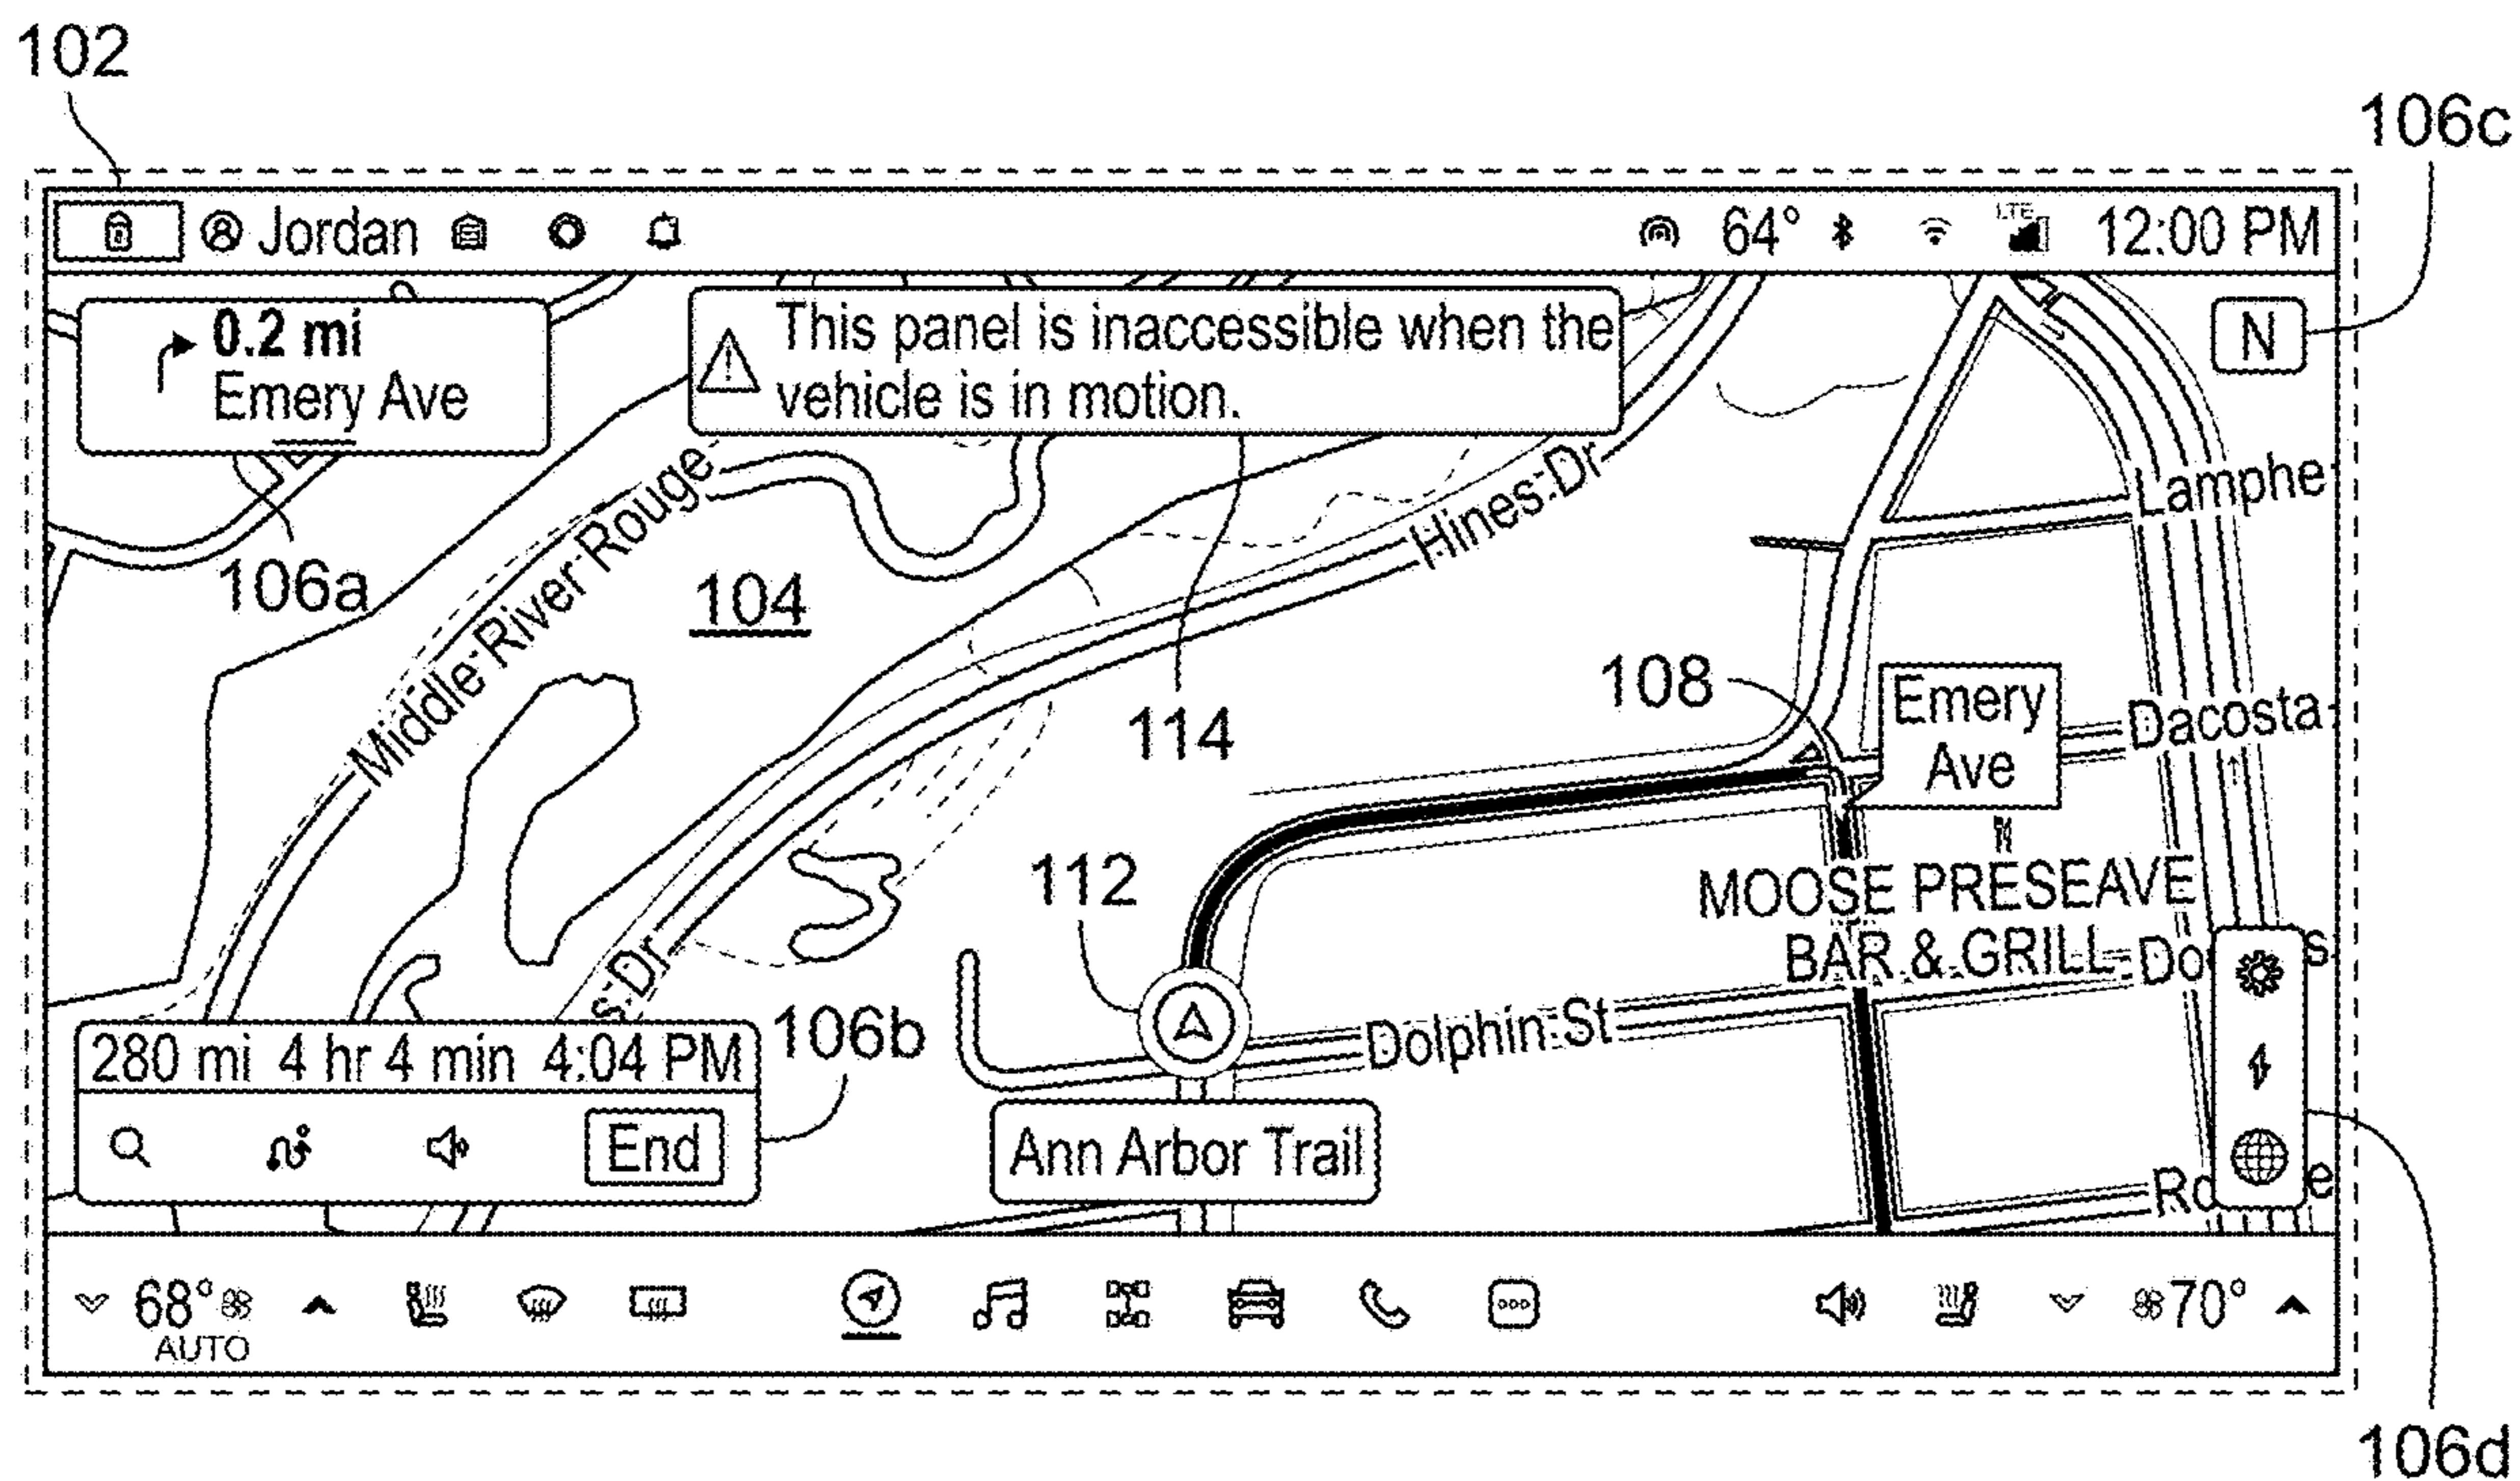 102
106c
Jordan
64°
LTE
12:00 PM
0.2 mi
Emery Ave
This panel is inaccessible when the
vehicle is in motion.
N
106a
Middle River Rouge
104
Hines Dr
Lamphe
114
108
Emery
Ave
Dacosta
112
MOOSE PRESEAVE
BAR & GRILL
Do s
s Dr
Dolphin St
106b
280 mi 4 hr 4 min 4:04 PM
End
Ann Arbor Trail
Ro e
68°
AUTO
70°
106d